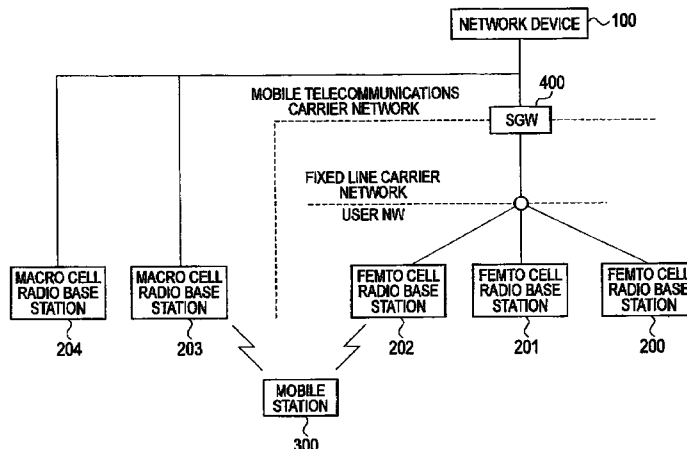 NETWORK DEVICE
100
MOBILE TELECOMMUNICATIONS
CARRIER NETWORK
400
SGW
FIXED LINE CARRIER
NETWORK
USER NW
MACRO CELL
RADIO BASE
STATION
204
MACRO CELL
RADIO BASE
STATION
203
FEMTO CELL
RADIO BASE
STATION
202
FEMTO CELL
RADIO BASE
STATION
201
FEMTO CELL
RADIO BASE
STATION
200
MOBILE
STATION
300